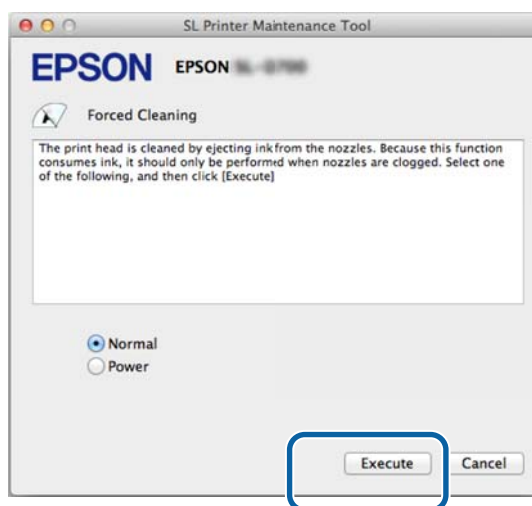 SL Printer Maintenance Tool
EPSON EPSON
Forced Cleaning
The print head is cleaned by ejecting ink from the nozzles. Because this function
consumes ink, it should only be performed when nozzles are clogged. Select one
of the following, and then click [Execute]
Normal
Power
Execute Cancel